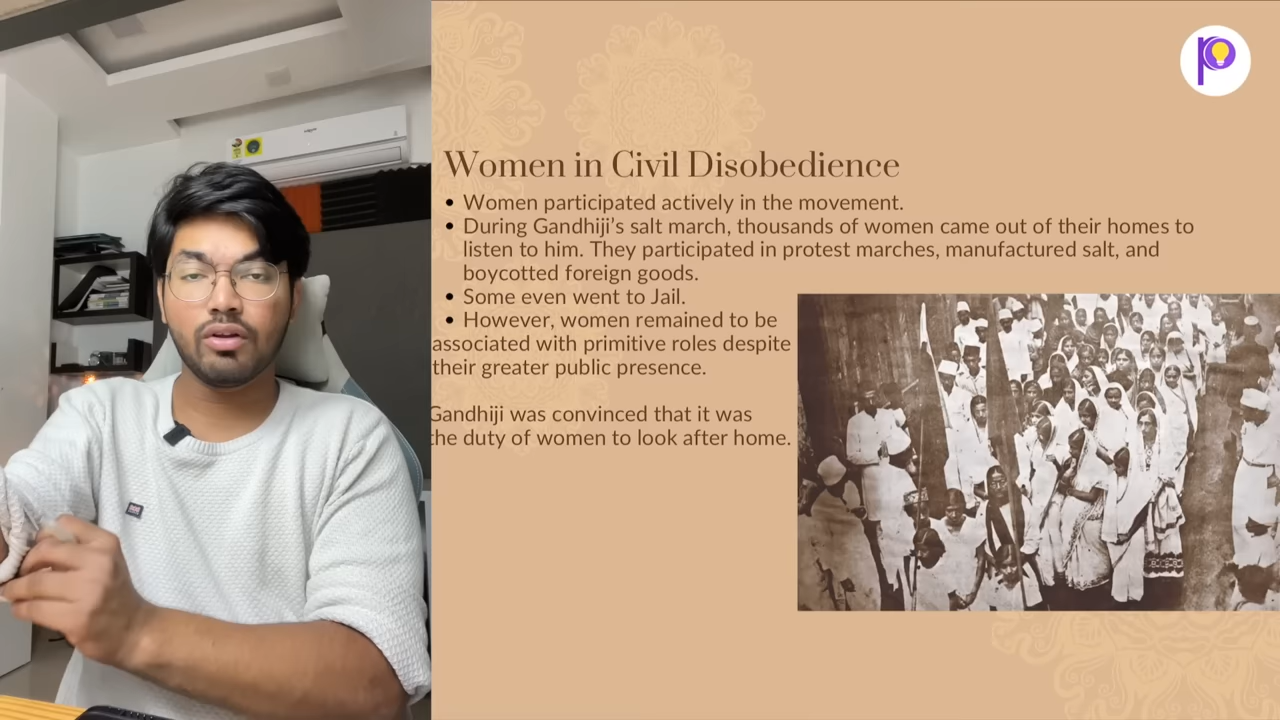 Women in Civil Disobedience
• Women participated actively in the movement.
• During Gandhiji's salt march, thousands of women came out of their homes to
listen to him. They participated in protest marches, manufactured salt, and
boycotted foreign goods.
• Some even went to Jail.
• However, women remained to be
associated with primitive roles despite
their greater public presence.
Gandhiji was convinced that it was
the duty of women to look after home.